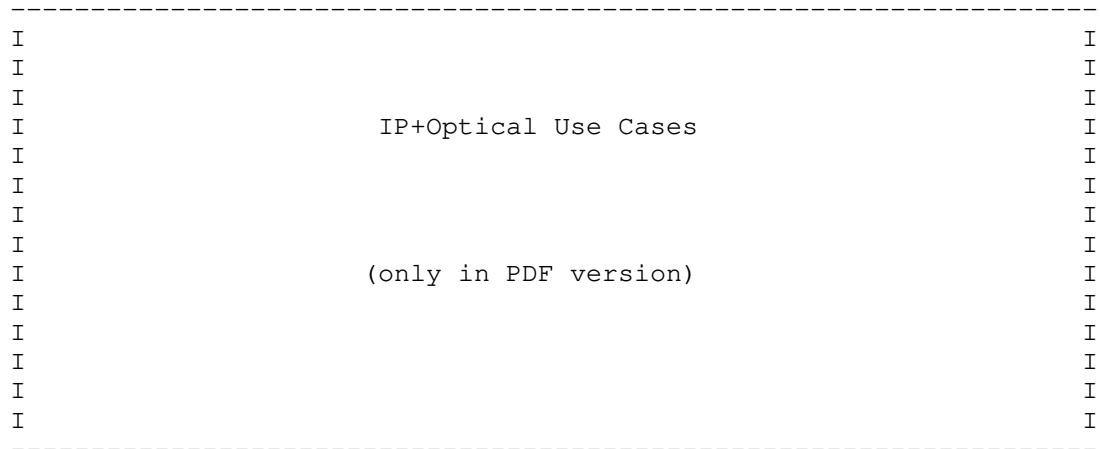 ----------------------------------------------------------------------
I                                                                    I
I                                                                    I
I                                                                    I
I                       IP+Optical Use Cases                         I
I                                                                    I
I                                                                    I
I                                                                    I
I                                                                    I
I                      (only in PDF version)                         I
I                                                                    I
I                                                                    I
I                                                                    I
I                                                                    I
I                                                                    I
----------------------------------------------------------------------